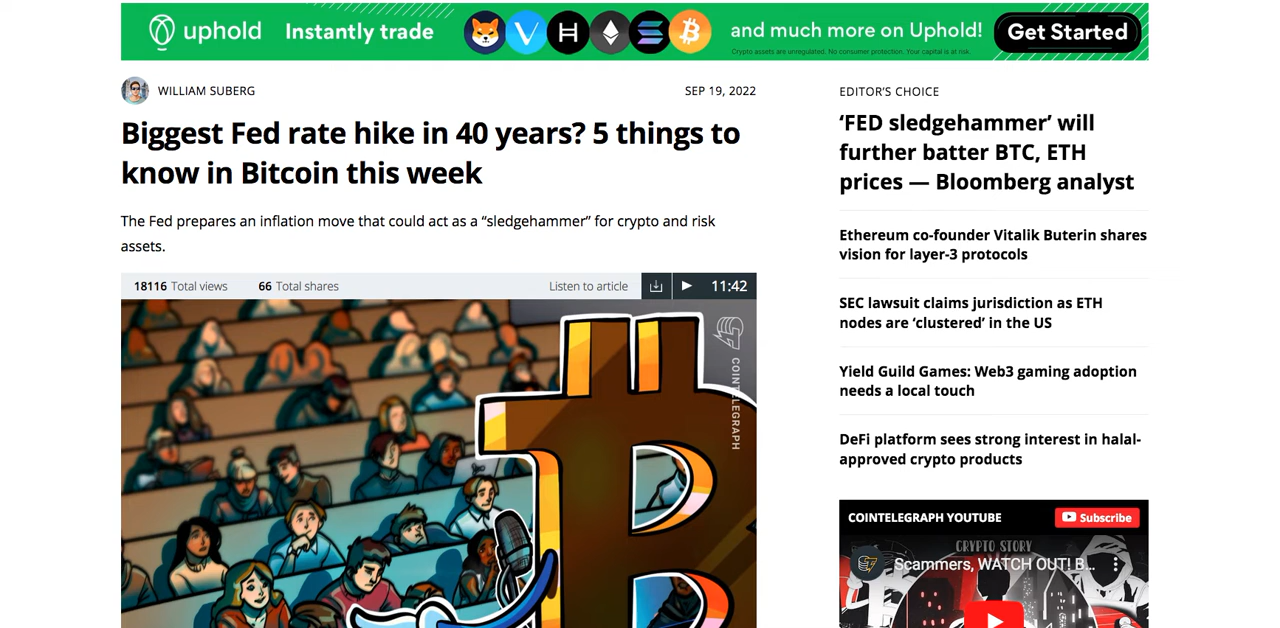 uphold Instantly trade and much more on Uphold! Get Started
Crypto assets are unregulated. No consumer protection. Your capital is at risk.
WILLIAM SUBERG SEP 19, 2022
Biggest Fed rate hike in 40 years? 5 things to
know in Bitcoin this week
The Fed prepares an inflation move that could act as a “sledgehammer” for crypto and risk
assets.
18116 Total views 66 Total shares Listen to article 11:42
COINTELEGRAPH
EDITOR’S CHOICE
‘FED sledgehammer’ will
further batter BTC, ETH
prices — Bloomberg analyst
Ethereum co-founder Vitalik Buterin shares
vision for layer-3 protocols
SEC lawsuit claims jurisdiction as ETH
nodes are ‘clustered’ in the US
Yield Guild Games: Web3 gaming adoption
needs a local touch
DeFi platform sees strong interest in halal-
approved crypto products
COINTELEGRAPH YOUTUBE Subscribe
CRYPTO STORY
Scammers, WATCH OUT! B...